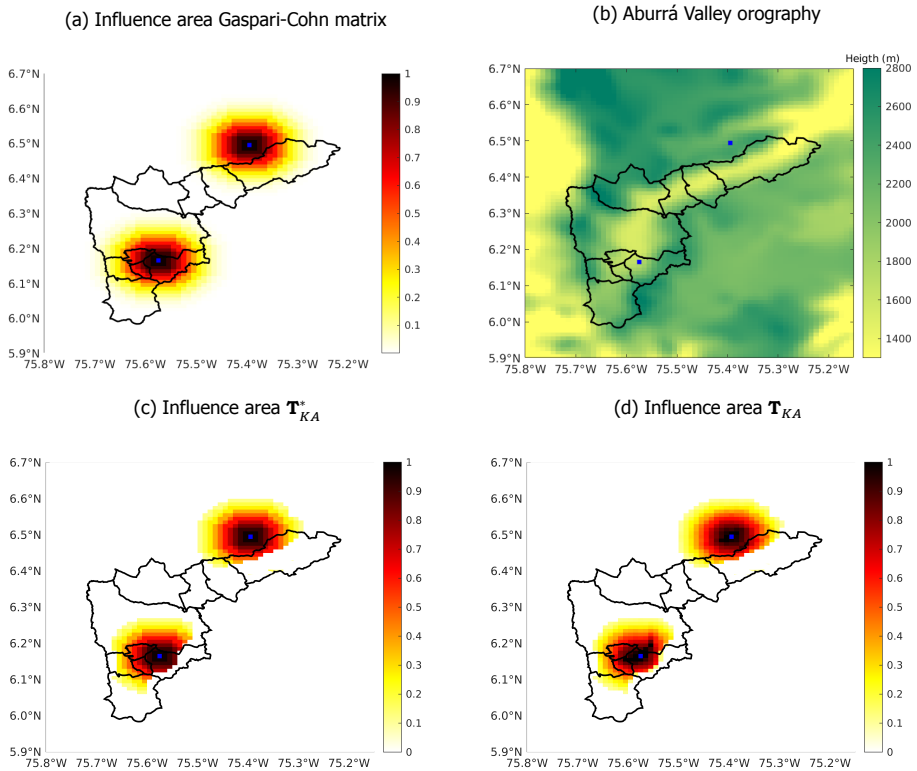 (a) Influence area Gaspari-Cohn matrix
6.7°N
6.6°N
6.5°N
6.4°N
6.3°N
6.2°N
6.1°N
6.0°N
5.9°N
75.8°W 75.7°W 75.6°W 75.5°W 75.4°W 75.3°W 75.2°W
1
0.9
0.8
0.7
0.6
0.5
0.4
0.3
0.2
0.1
(b) Aburrá Valley orography
Heigth (m)
6.7°N
6.6°N
6.5°N
6.4°N
6.3°N
6.2°N
6.1°N
6.0°N
5.9°N
75.8°W 75.7°W 75.6°W 75.5°W 75.4°W 75.3°W 75.2°W
2800
2600
2400
2200
2000
1800
1600
1400
(c) Influence area T*KA
6.7°N
6.6°N
6.5°N
6.4°N
6.3°N
6.2°N
6.1°N
6.0°N
5.9°N
75.8°W 75.7°W 75.6°W 75.5°W 75.4°W 75.3°W 75.2°W
1
0.9
0.8
0.7
0.6
0.5
0.4
0.3
0.2
0.1
0
(d) Influence area TKA
6.7°N
6.6°N
6.5°N
6.4°N
6.3°N
6.2°N
6.1°N
6.0°N
5.9°N
75.8°W 75.7°W 75.6°W 75.5°W 75.4°W 75.3°W 75.2°W
1
0.9
0.8
0.7
0.6
0.5
0.4
0.3
0.2
0.1
0